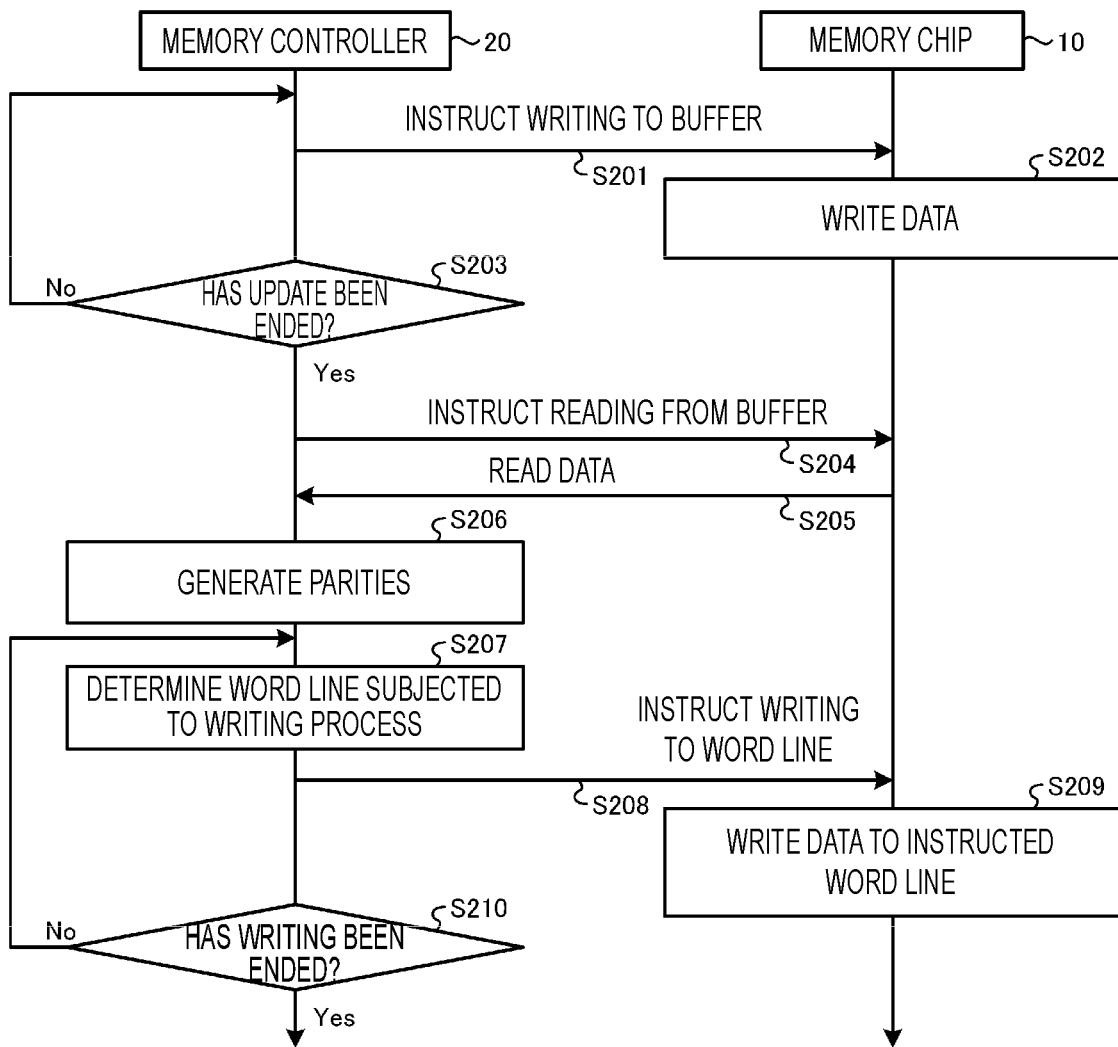 MEMORY CONTROLLER
20
MEMORY CHIP
10
INSTRUCT WRITING TO BUFFER
S201
S202
WRITE DATA
S203
HAS UPDATE BEEN
ENDED?
No
Yes
INSTRUCT READING FROM BUFFER
S204
READ DATA
S205
S206
GENERATE PARITIES
S207
DETERMINE WORD LINE SUBJECTED
TO WRITING PROCESS
INSTRUCT WRITING
TO WORD LINE
S208
S209
WRITE DATA TO INSTRUCTED
WORD LINE
S210
HAS WRITING BEEN
ENDED?
No
Yes